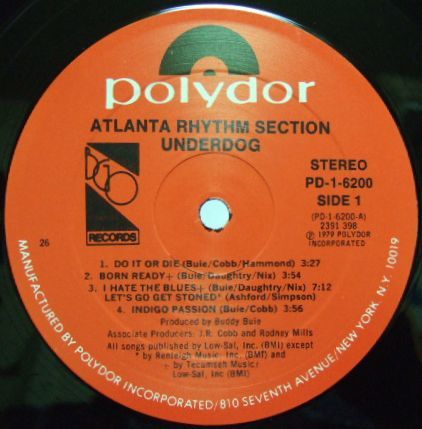 polydor
ATLANTA RHYTHM SECTION
UNDERDOG
BGO
RECORDS
STEREO
PD-1-6200
SIDE 1
(PD-1-6200-A)
2391 398
Ⓟ 1979 POLYDOR
INCORPORATED
26
1. DO IT OR DIE (Buie/Cobb/Hammond) 3:27
2. BORN READY+ (Buie/Daughtry/Nix) 3:54
3. I HATE THE BLUES+ (Buie/Daughtry/Nix) 7:12
LET'S GO GET STONED* (Ashford/Simpson)
4. INDIGO PASSION (Buie/Cobb) 3:56
Produced by Buddy Buie
Associate Producers: J.R. Cobb and Rodney Mills
All songs published by Low-Sal, Inc. (BMI) except
* by Renleigh Music, Inc. (BMI) and
+ by Tecumseh Music/
Low-Sal, Inc (BMI)
MANUFACTURED BY POLYDOR INCORPORATED/810 SEVENTH AVENUE/NEW YORK, N.Y. 10019